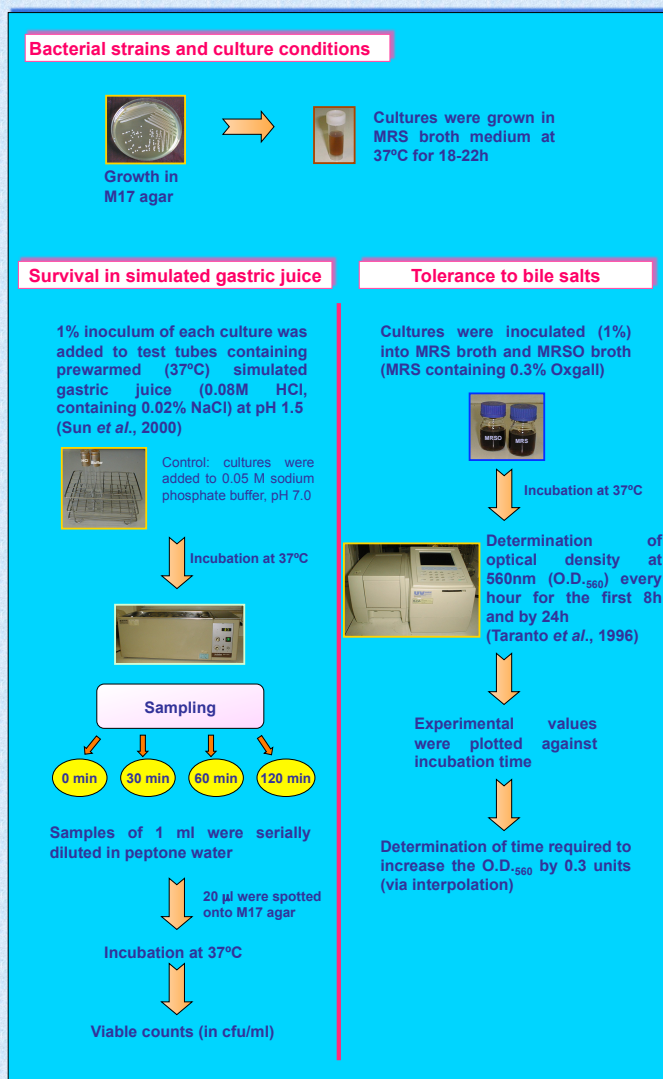 Bacterial strains and culture conditions
Growth in
M17 agar
Cultures were grown in
MRS broth medium at
37ºC for 18-22h
Survival in simulated gastric juice
1% inoculum of each culture was
added to test tubes containing
prewarmed (37ºC) simulated
gastric juice (0.08M HCl,
containing 0.02% NaCl) at pH 1.5
(Sun et al., 2000)
Control: cultures were
added to 0.05 M sodium
phosphate buffer, pH 7.0
Incubation at 37ºC
Sampling
0 min
30 min
60 min
120 min
Samples of 1 ml were serially
diluted in peptone water
20 µl were spotted
onto M17 agar
Incubation at 37ºC
Viable counts (in cfu/ml)
Tolerance to bile salts
Cultures were inoculated (1%)
into MRS broth and MRSO broth
(MRS containing 0.3% Oxgall)
MRSO
MRS
Incubation at 37ºC
Determination of
optical density at
560nm (O.D.560) every
hour for the first 8h
and by 24h
(Taranto et al., 1996)
Experimental values
were plotted against
incubation time
Determination of time required to
increase the O.D.560 by 0.3 units
(via interpolation)